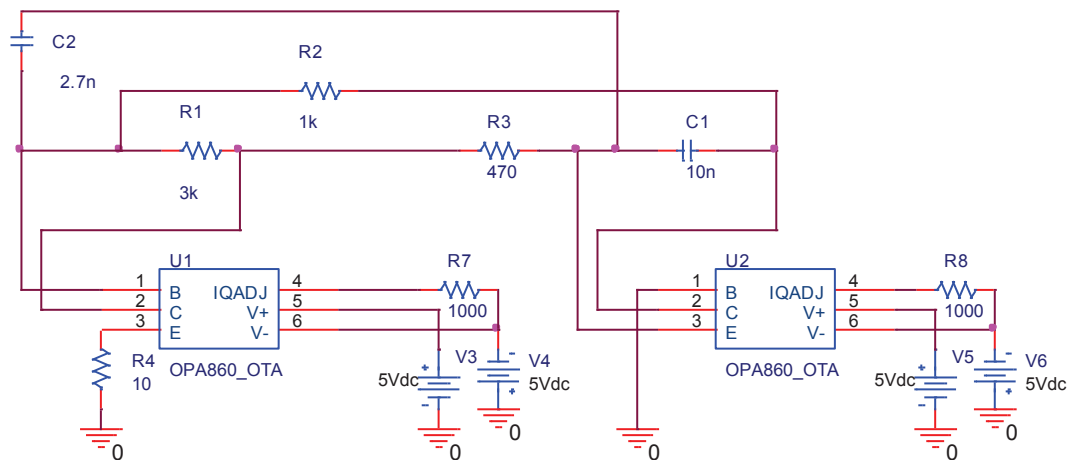 C2
2.7n
R2
1k
R1
3k
R3
470
C1
10n
U1
1 B
2 C
3 E
IQADJ 4
V+ 5
V- 6
OPA860_OTA
R4
10
0
R7
1000
V3
5Vdc
+
-
0
V4
5Vdc
-
+
0
U2
1 B
2 C
3 E
IQADJ 4
V+ 5
V- 6
OPA860_OTA
0
R8
1000
V5
5Vdc
+
-
0
V6
5Vdc
-
+
0